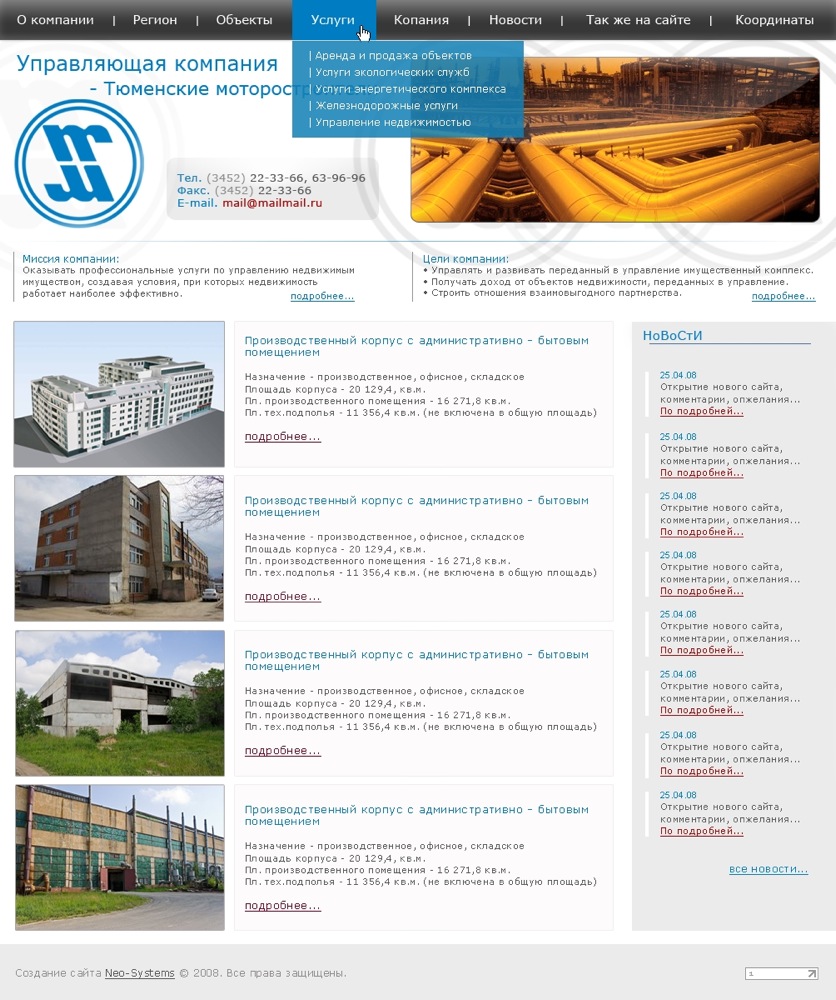 О компании | Регион | Объекты Услуги Копания | Новости | Так же на сайте | Координаты
| Аренда и продажа объектов
| Услуги экологических служб
| Услуги энергетического комплекса
| Железнодорожные услуги
| Управление недвижимостью
Управляющая компания
- Тюменские моторост
Тел. (3452) 22-33-66, 63-96-96
Факс. (3452) 22-33-66
E-mail. mail@mailmail.ru
Миссия компании:
Оказывать профессиональные услуги по управлению недвижимым
имуществом, создавая условия, при которых недвижимость
работает наиболее эффективно.
подробнее...
Цели компании:
• Управлять и развивать переданный в управление имущественный комплекс.
• Получать доход от объектов недвижимости, переданных в управление.
• Строить отношения взаимовыгодного партнерства.
подробнее...
Производственный корпус с административно - бытовым
помещением
Назначение - производственное, офисное, складское
Площадь корпуса - 20 129,4, кв.м.
Пл. производственного помещения - 16 271,8 кв.м.
Пл. тех.подполья - 11 356,4 кв.м. (не включена в общую площадь)
подробнее...
Производственный корпус с административно - бытовым
помещением
Назначение - производственное, офисное, складское
Площадь корпуса - 20 129,4, кв.м.
Пл. производственного помещения - 16 271,8 кв.м.
Пл. тех.подполья - 11 356,4 кв.м. (не включена в общую площадь)
подробнее...
Производственный корпус с административно - бытовым
помещением
Назначение - производственное, офисное, складское
Площадь корпуса - 20 129,4, кв.м.
Пл. производственного помещения - 16 271,8 кв.м.
Пл. тех.подполья - 11 356,4 кв.м. (не включена в общую площадь)
подробнее...
Производственный корпус с административно - бытовым
помещением
Назначение - производственное, офисное, складское
Площадь корпуса - 20 129,4, кв.м.
Пл. производственного помещения - 16 271,8 кв.м.
Пл. тех.подполья - 11 356,4 кв.м. (не включена в общую площадь)
подробнее...
НоВоСтИ
25.04.08
Открытие нового сайта,
комментарии, опжелания...
По подробней...
25.04.08
Открытие нового сайта,
комментарии, опжелания...
По подробней...
25.04.08
Открытие нового сайта,
комментарии, опжелания...
По подробней...
25.04.08
Открытие нового сайта,
комментарии, опжелания...
По подробней...
25.04.08
Открытие нового сайта,
комментарии, опжелания...
По подробней...
25.04.08
Открытие нового сайта,
комментарии, опжелания...
По подробней...
25.04.08
Открытие нового сайта,
комментарии, опжелания...
По подробней...
25.04.08
Открытие нового сайта,
комментарии, опжелания...
По подробней...
все новости...
Создание сайта Neo-Systems © 2008. Все права защищены.
1